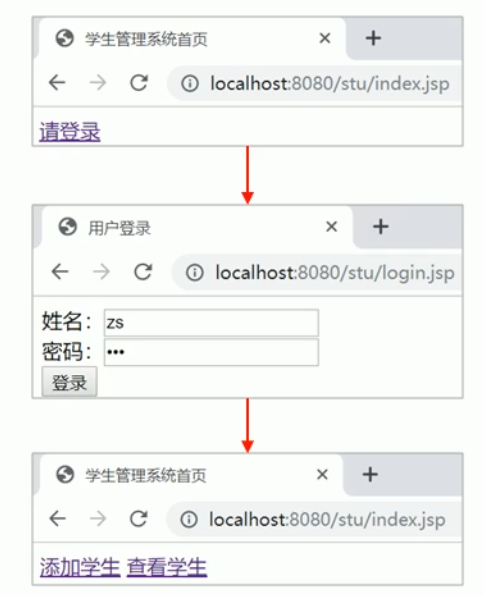 学生管理系统首页
localhost:8080/stu/index.jsp
请登录
用户登录
localhost:8080/stu/login.jsp
姓名：zs
密码：•••
登录
学生管理系统首页
localhost:8080/stu/index.jsp
添加学生 查看学生